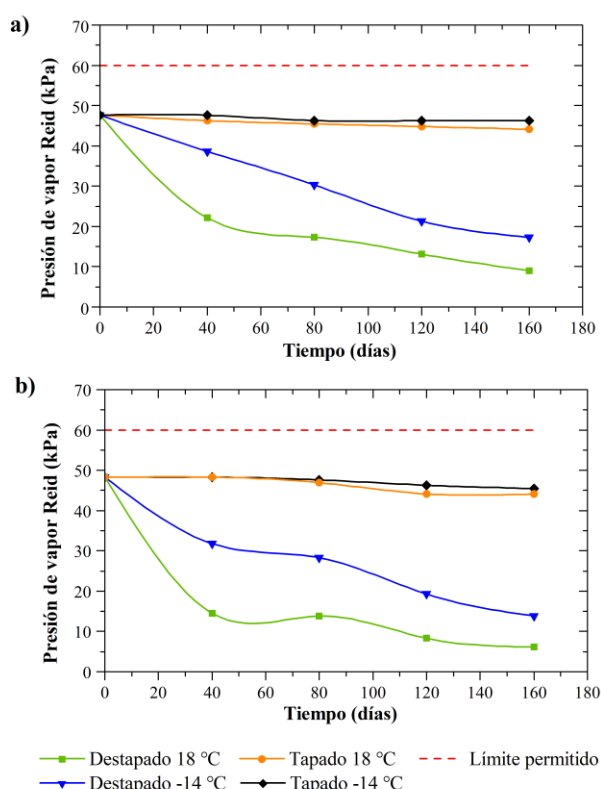 a)
Presión de vapor Reid (kPa)
70
60
50
40
30
20
10
0
0 20 40 60 80 100 120 140 160 180
Tiempo (días)
b)
Presión de vapor Reid (kPa)
70
60
50
40
30
20
10
0
0 20 40 60 80 100 120 140 160 180
Tiempo (días)
Destapado 18 °C Tapado 18 °C Límite permitido
Destapado -14 °C Tapado -14 °C